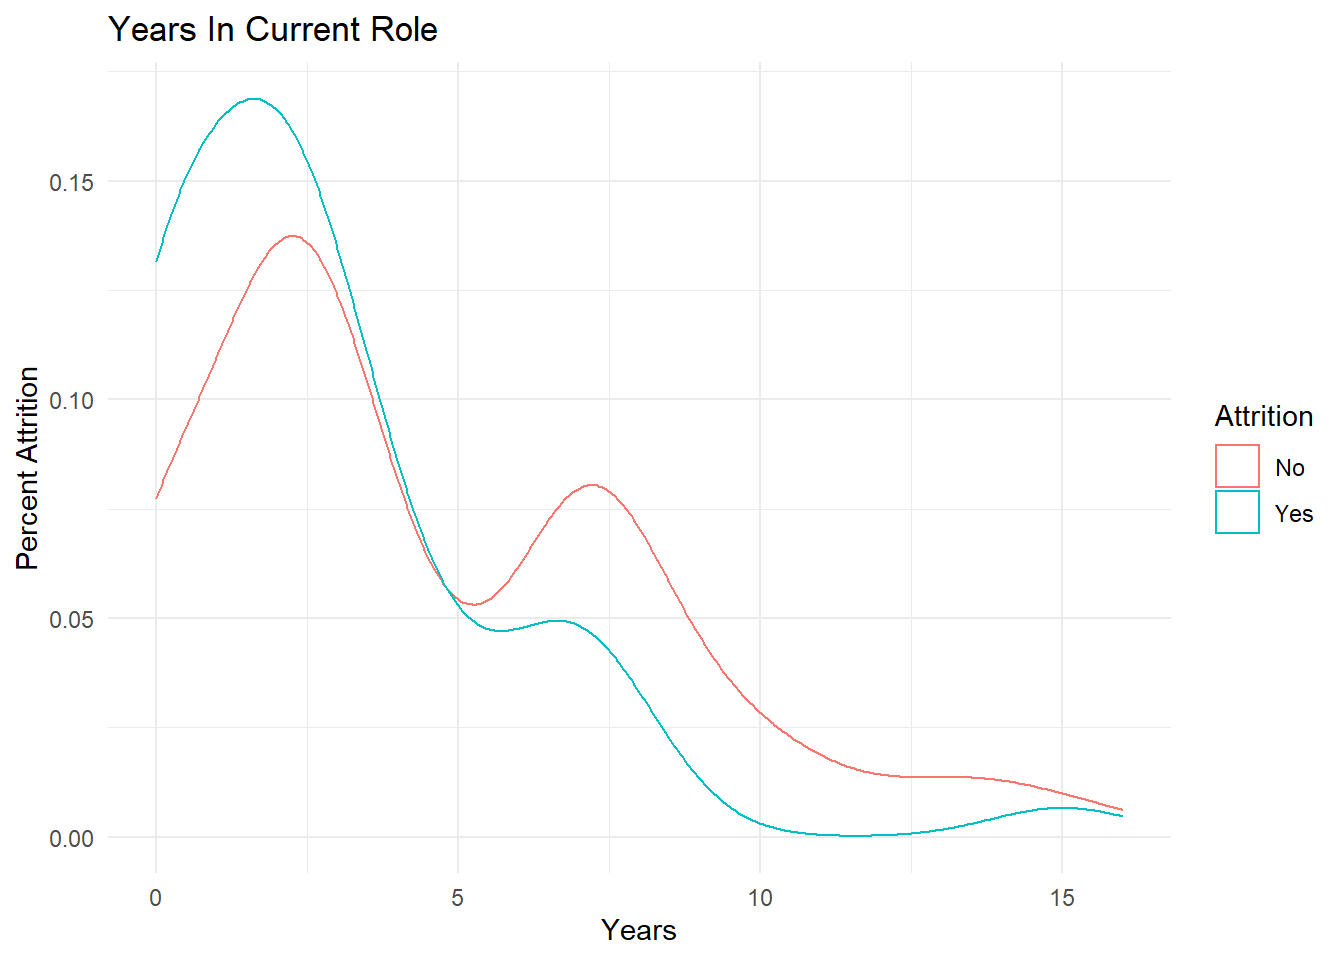 Years In Current Role
0.15
0.10
0.05
0.00
Percent Attrition
0 5 10 15
Years
Attrition
No
Yes